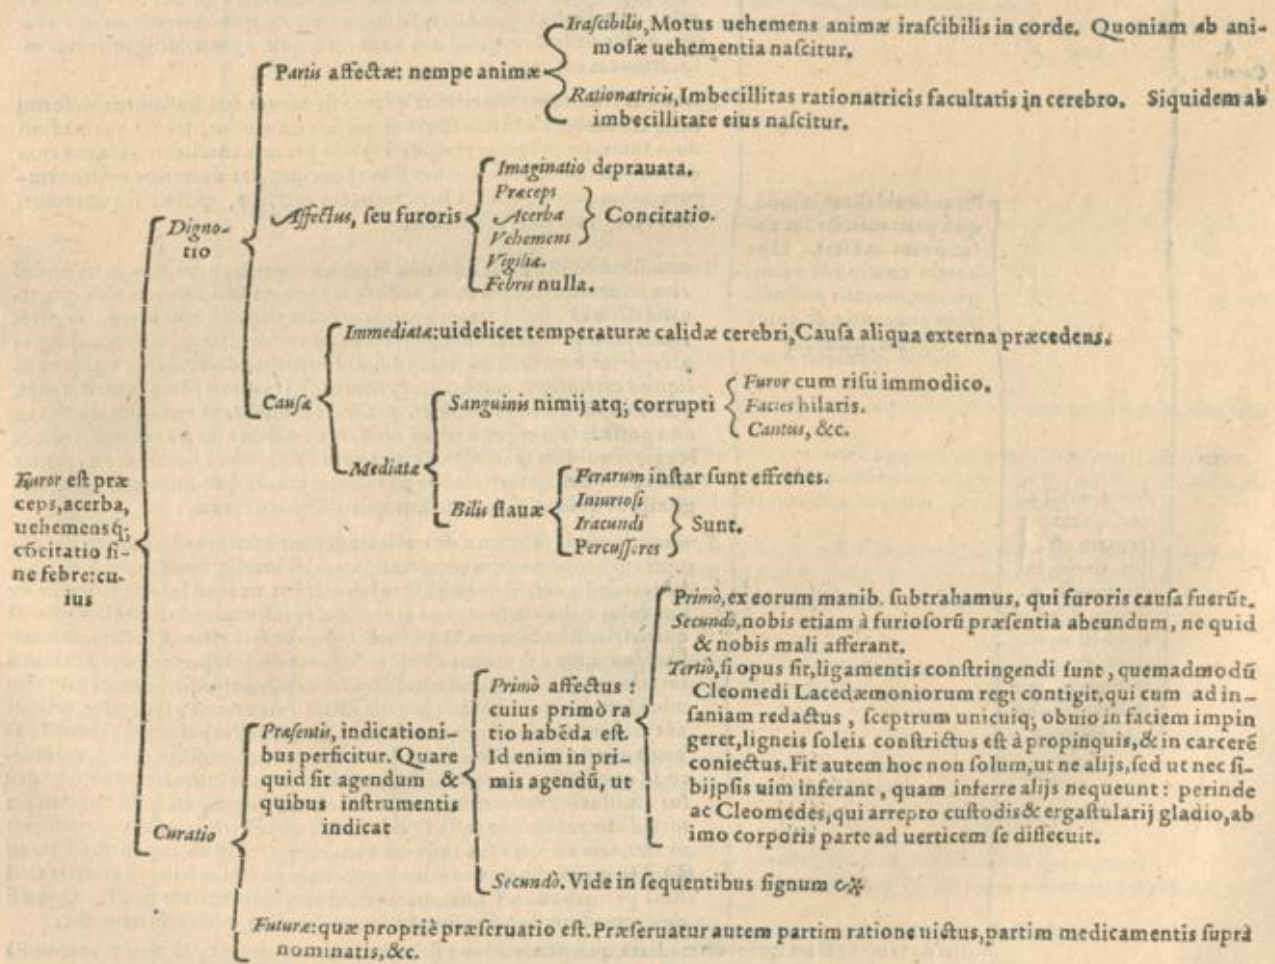 Iraſcibilis, Motus uehemens animæ iraſcibilis in corde. Quoniam ab ani-
moſæ uehementia naſcitur.
Partis affectæ: nempe animæ
Rationatricis, Imbecillitas rationatricis facultatis in cerebro. Siquidem ab
imbecillitate eius naſcitur.
Imaginatio deprauata.
Præceps
Affectus, ſeu furoris
Acerba
Concitatio.
Vehemens
Vigiliæ.
Febris nulla.
Digno-
tio
Immediatæ: uidelicet temperaturæ calidæ cerebri, Cauſa aliqua externa præcedens.
Cauſæ
Sanguinis nimij atq; corrupti
Furor cum riſu immodico.
Facies hilaris.
Cantus, &c.
Mediatæ
Bilis flauæ
Ferarum inſtar ſunt effrenes.
Iniurioſi
Iracundi
Sunt.
Percuſſores
Furor eſt præ
ceps, acerba,
uehemensq́;
cōcitatio ſi-
ne febre: cu-
ius
Curatio
Præſentis, indicationi-
bus perficitur. Quare
quid ſit agendum &
quibus inſtrumentis
indicat
Primò affectus :
cuius primò ra
tio habēda eſt.
Id enim in pri-
mis agendū, ut
Primò, ex eorum manib. ſubtrahamus, qui furoris cauſa fuerūt.
Secundò, nobis etiam à furioſorū præſentia abeundum, ne quid
& nobis mali afferant.
Tertiò, ſi opus ſit, ligamentis conſtringendi ſunt, quemadmodū
Cleomedi Lacedæmoniorum regi contigit, qui cum ad in-
ſaniam redactus, ſceptrum unicuiq; obuio in faciem impin
geret, ligneis ſoleis conſtrictus eſt à propinquis, & in carcerē
coniectus. Fit autem hoc non ſolum, ut ne alijs, ſed ut nec ſi-
bijpſis uim inferant, quam inferre alijs nequeunt: perinde
ac Cleomedes, qui arrepto cuſtodis & ergaſtularij gladio, ab
imo corporis parte ad uerticem ſe diſſecuit.
Secundò. Vide in ſequentibus ſignum
Futuræ: quæ propriè præſeruatio eſt. Præſeruatur autem partim ratione uictus, partim medicamentis ſuprà
nominatis, &c.